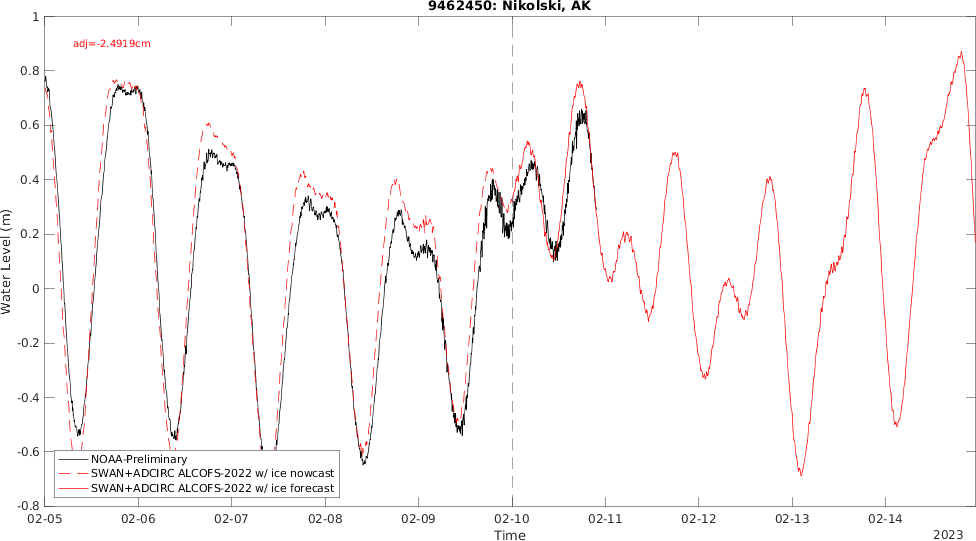 9462450: Nikolski, AK
adj=-2.4919cm
1
0.8
0.6
0.4
0.2
0
-0.2
-0.4
-0.6
-0.8
Water Level (m)
NOAA-Preliminary
SWAN+ADCIRC ALCOFS-2022 w/ ice nowcast
SWAN+ADCIRC ALCOFS-2022 w/ ice forecast
02-05 02-06 02-07 02-08 02-09 02-10 02-11 02-12 02-13 02-14
Time
2023